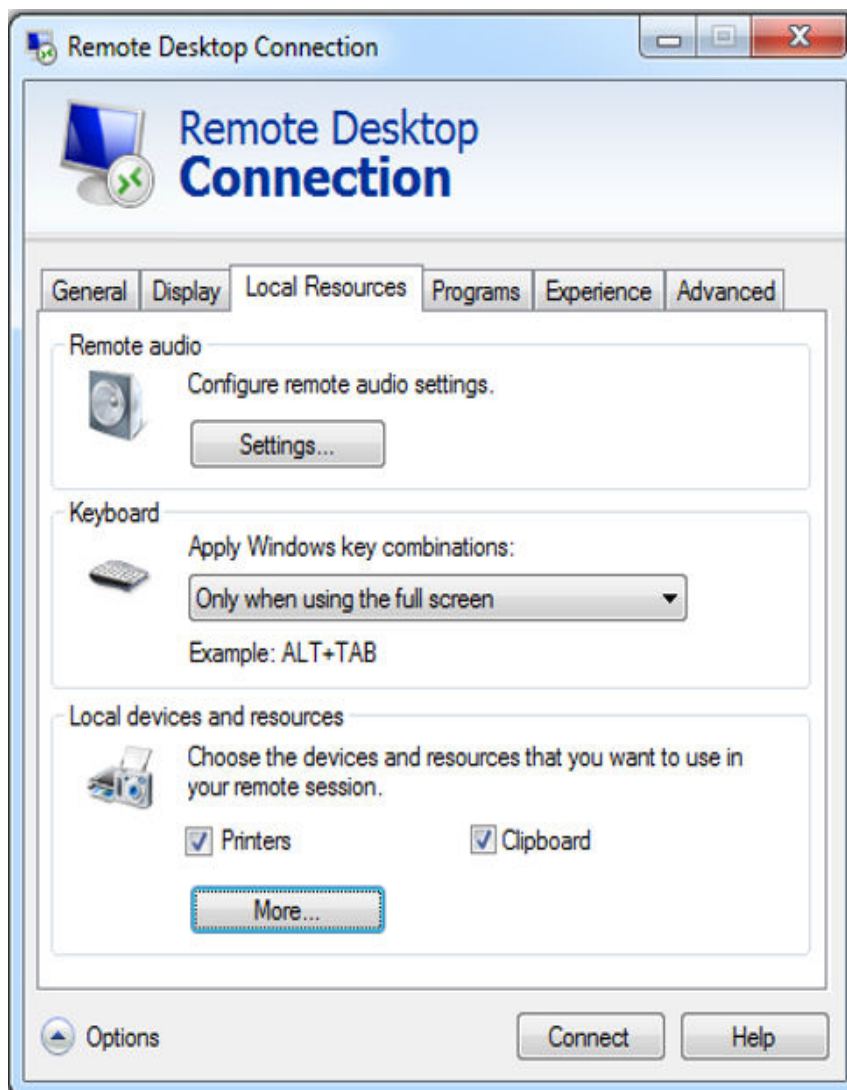 Remote Desktop Connection
Remote Desktop
Connection
General Display Local Resources Programs Experience Advanced
Remote audio
Configure remote audio settings.
Settings...
Keyboard
Apply Windows key combinations:
Only when using the full screen
Example: ALT+TAB
Local devices and resources
Choose the devices and resources that you want to use in
your remote session.
Printers Clipboard
More...
Options Connect Help